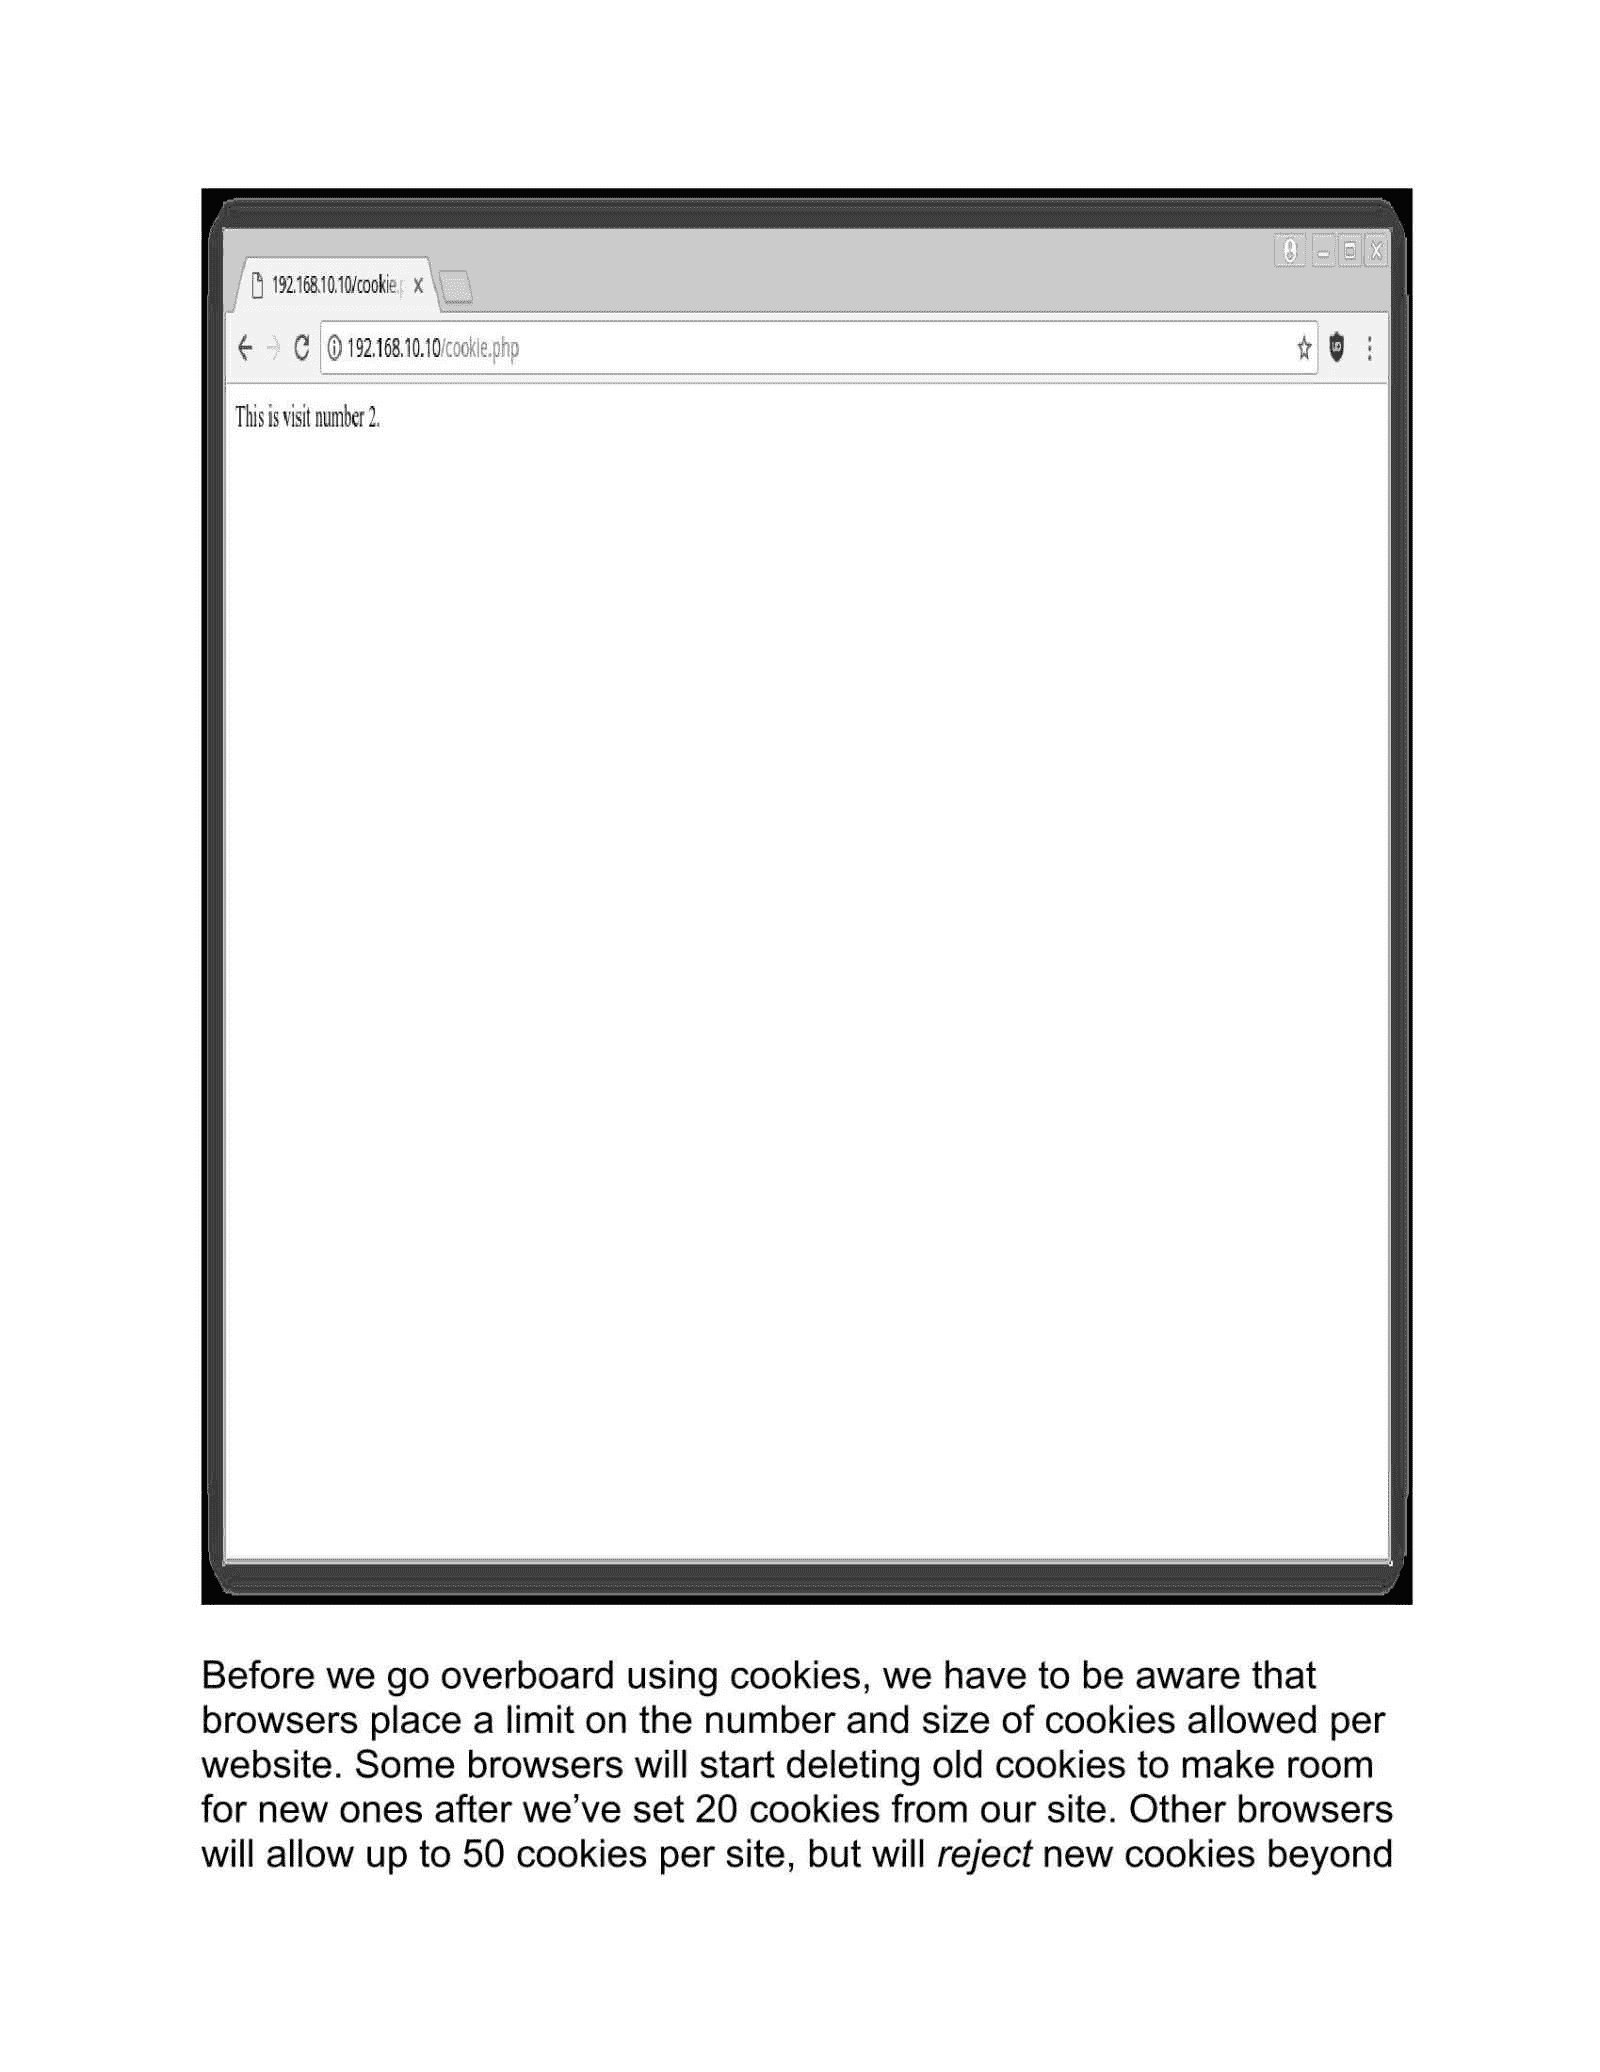 192.168.10.10/cookie.p
192.168.10.10/cookie.php
This is visit number 2.
Before we go overboard using cookies, we have to be aware that
browsers place a limit on the number and size of cookies allowed per
website. Some browsers will start deleting old cookies to make room
for new ones after we’ve set 20 cookies from our site. Other browsers
will allow up to 50 cookies per site, but will reject new cookies beyond